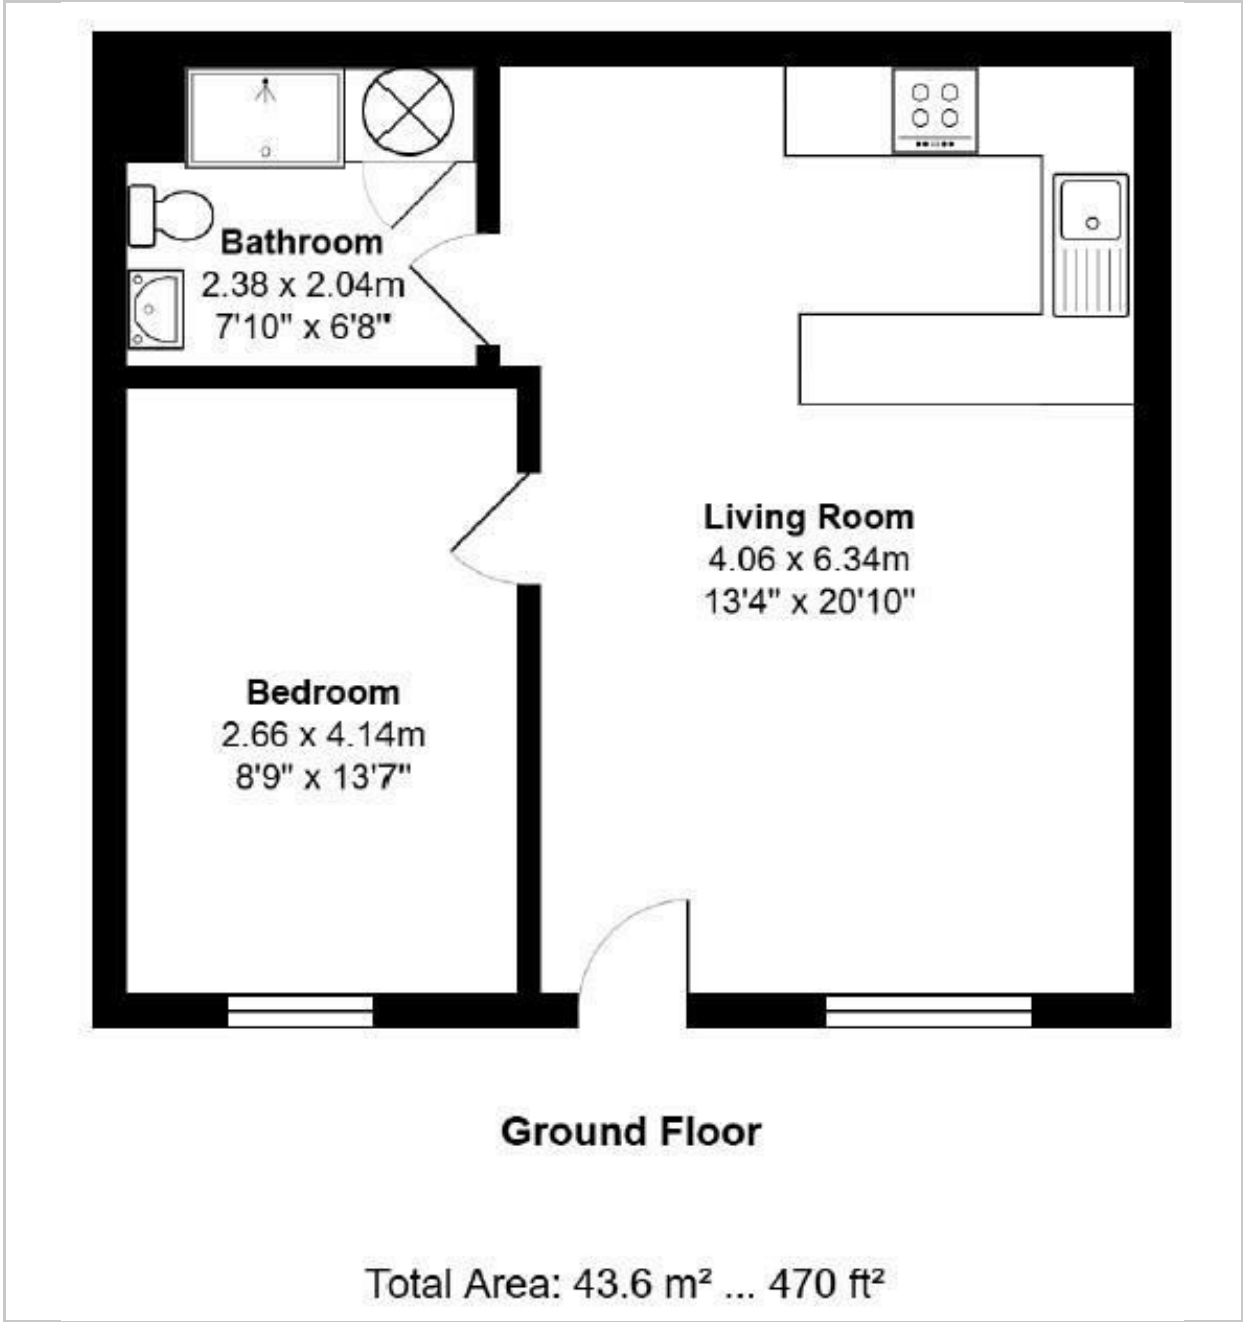 Bathroom
2.38 x 2.04m
7'10" x 6'8"
Living Room
4.06 x 6.34m
13'4" x 20'10"
Bedroom
2.66 x 4.14m
8'9" x 13'7"
Ground Floor
Total Area: 43.6 m² ... 470 ft²